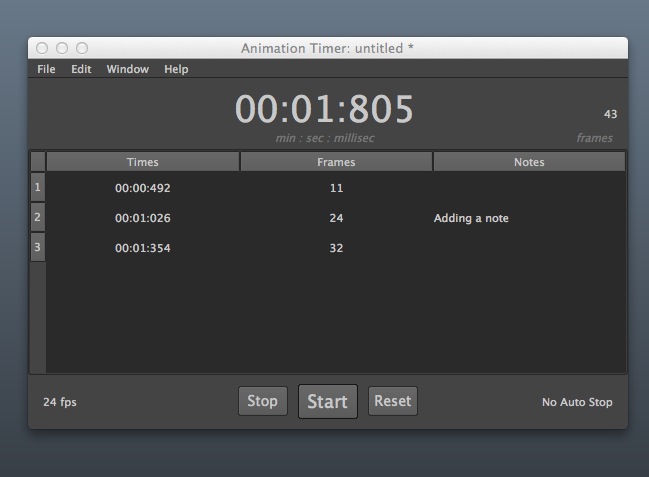 Animation Timer: untitled *
File Edit Window Help
00:01:805
43
min : sec : millisec
frames
Times Frames Notes
1 00:00:492 11
2 00:01:026 24 Adding a note
3 00:01:354 32
24 fps Stop Start Reset No Auto Stop